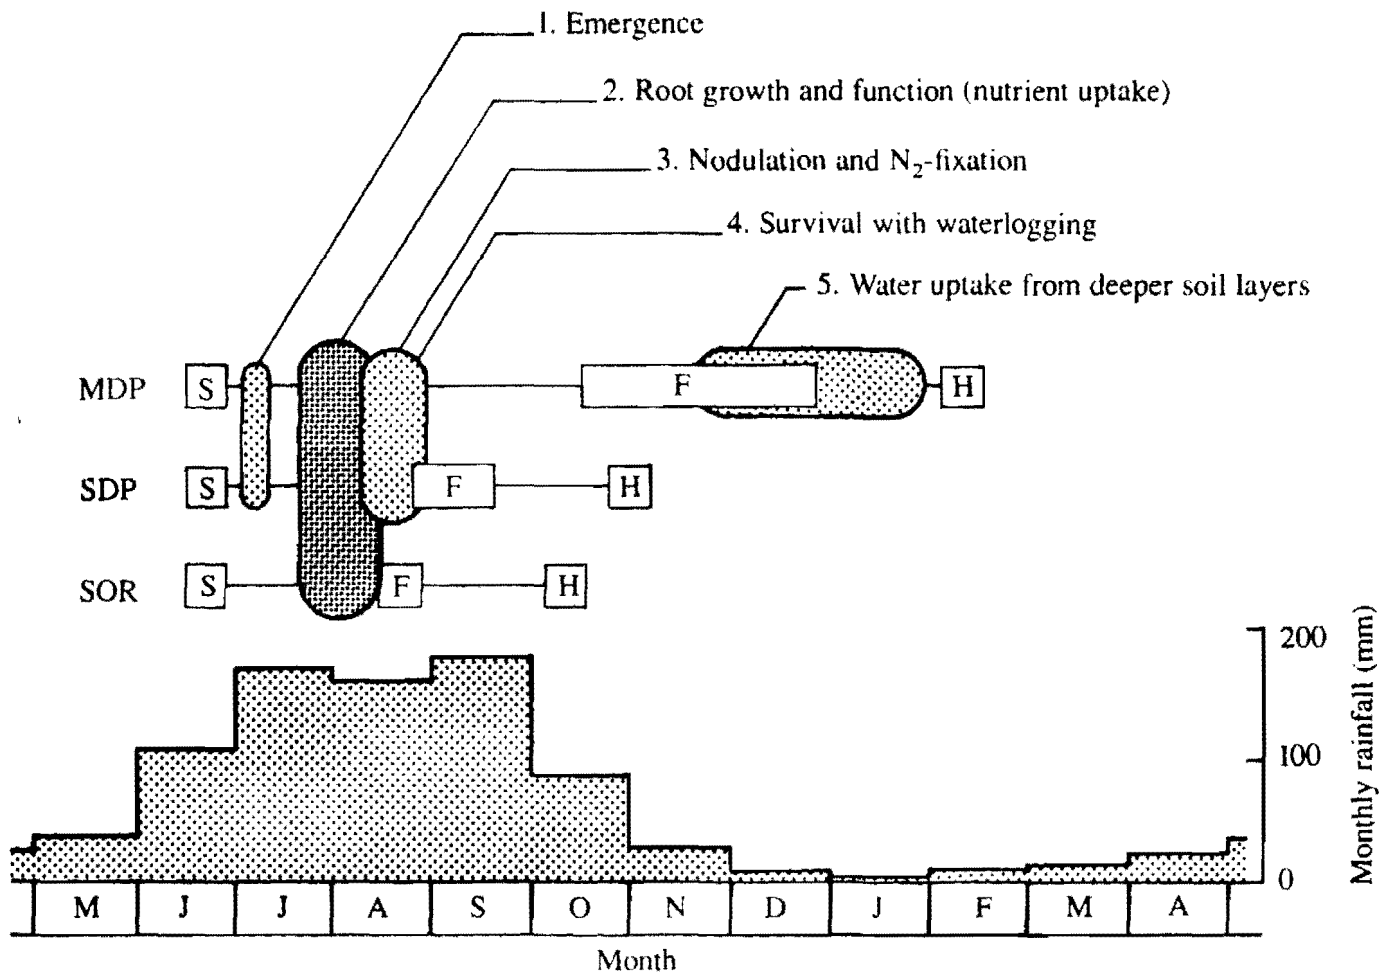 1. Emergence
2. Root growth and function (nutrient uptake)
3. Nodulation and N₂-fixation
4. Survival with waterlogging
5. Water uptake from deeper soil layers
MDP S F H
SDP S F H
SOR S F H
200
100
0
Monthly rainfall (mm)
M J J A S O N D J F M A
Month